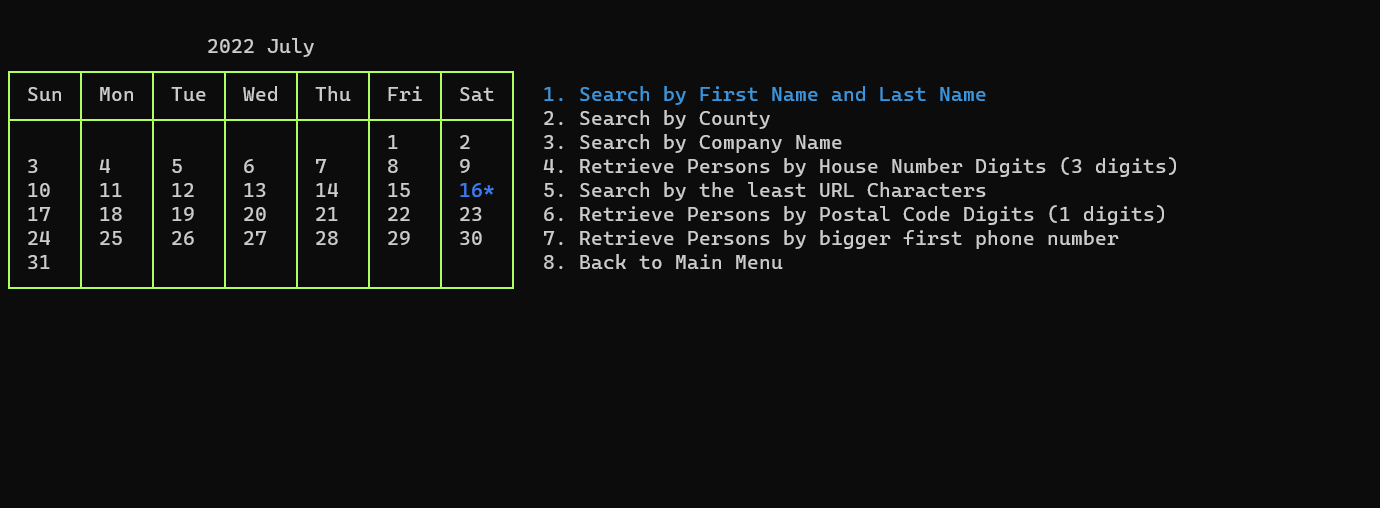 2022 July
Sun Mon Tue Wed Thu Fri Sat
1 2
3 4 5 6 7 8 9
10 11 12 13 14 15 16*
17 18 19 20 21 22 23
24 25 26 27 28 29 30
31
1. Search by First Name and Last Name
2. Search by County
3. Search by Company Name
4. Retrieve Persons by House Number Digits (3 digits)
5. Search by the least URL Characters
6. Retrieve Persons by Postal Code Digits (1 digits)
7. Retrieve Persons by bigger first phone number
8. Back to Main Menu